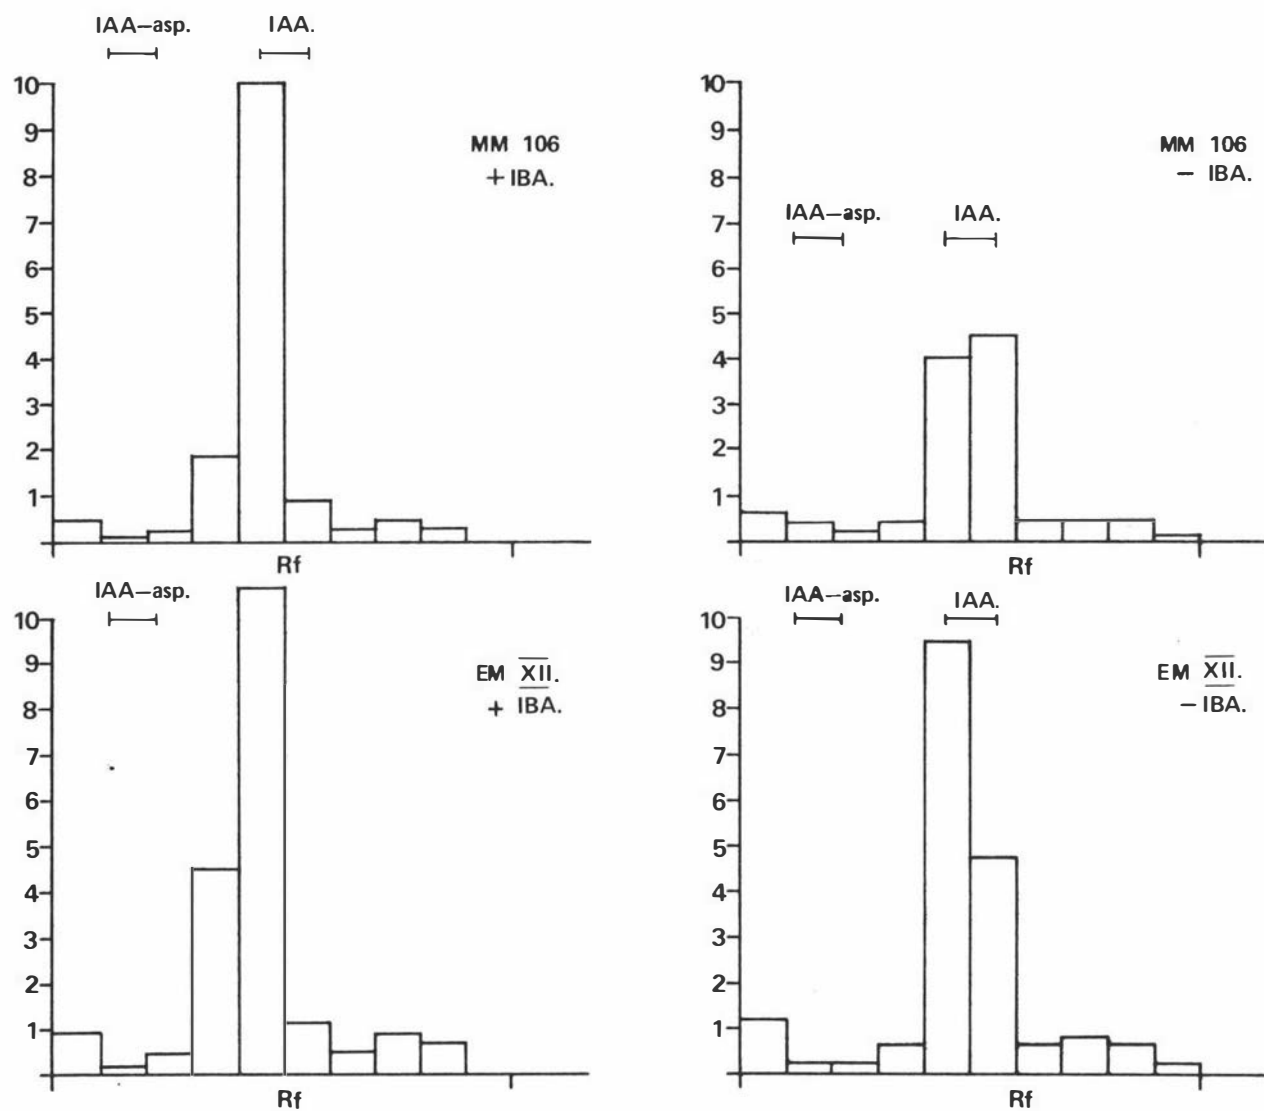 IAA-asp. IAA.
10
9
8
7
6
5
4
3
2
1
MM 106
+ IBA.
Rf
10
9
8
7
6
5
4
3
2
1
MM 106
- IBA.
IAA-asp. IAA.
Rf
IAA-asp.
10
9
8
7
6
5
4
3
2
1
EM XII.
+ IBA.
Rf
IAA-asp. IAA.
10
9
8
7
6
5
4
3
2
1
EM XII.
- IBA.
Rf